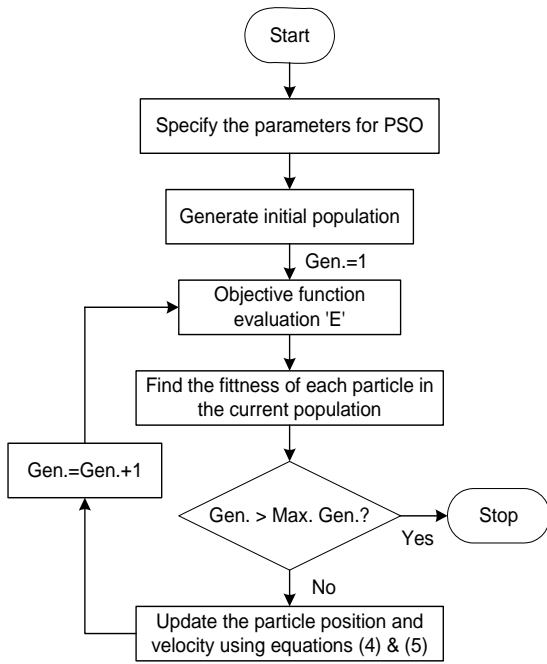 Start
Specify the parameters for PSO
Generate initial population
Gen.=1
Objective function
evaluation 'E'
Find the fittness of each particle in
the current population
Gen.=Gen.+1
Gen. > Max. Gen.?
Stop
Yes
No
Update the particle position and
velocity using equations (4) & (5)